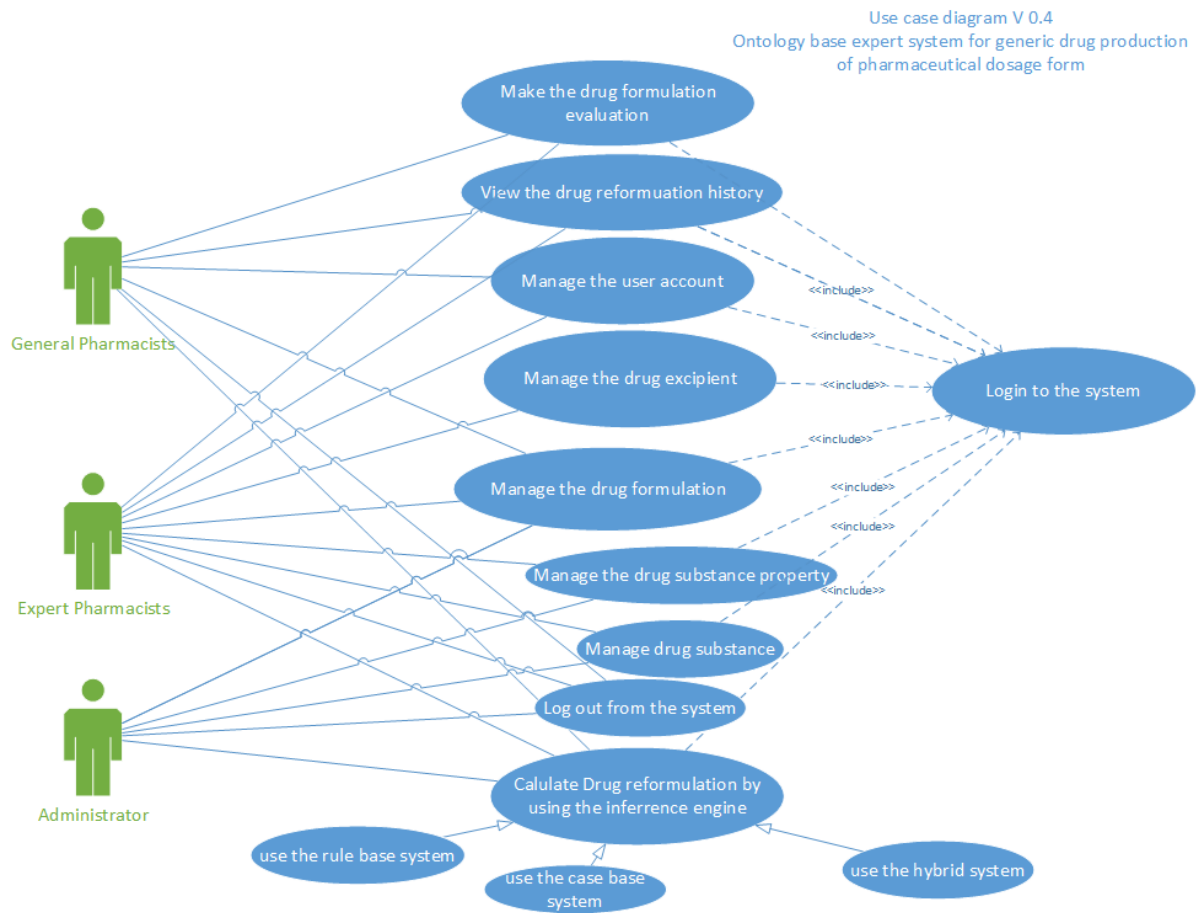 Use case diagram V 0.4
Ontology base expert system for generic drug production
of pharmaceutical dosage form
Make the drug formulation
evaluation
View the drug reformuation history
General Pharmacists
Manage the user account
<<include>>
<<include>>
Manage the drug excipient
<<include>>
Login to the system
<<include>>
Manage the drug formulation
<<include>>
<<include>>
Expert Pharmacists
Manage the drug substance property
<<include>>
Manage drug substance
Log out from the system
Administrator
Calulate Drug reformulation by
using the inferrence engine
use the rule base system
use the case base
system
use the hybrid system